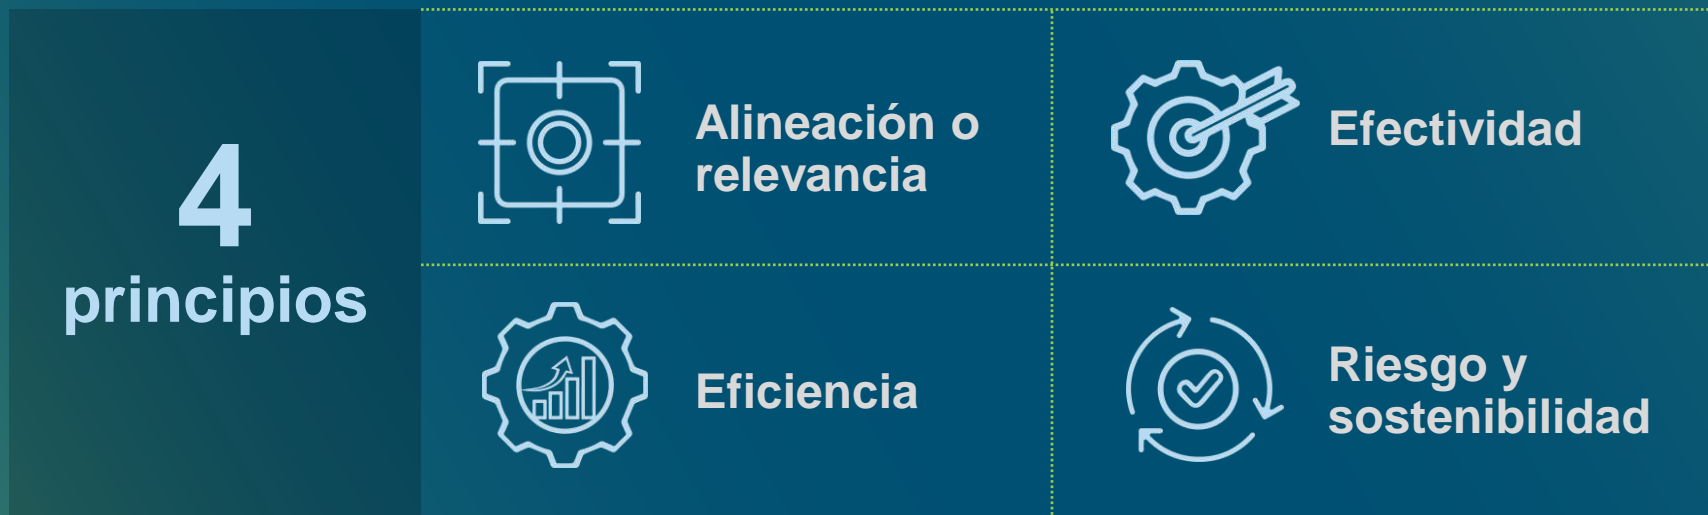 4
principios
Alineación o
relevancia
Efectividad
Eficiencia
Riesgo y
sostenibilidad